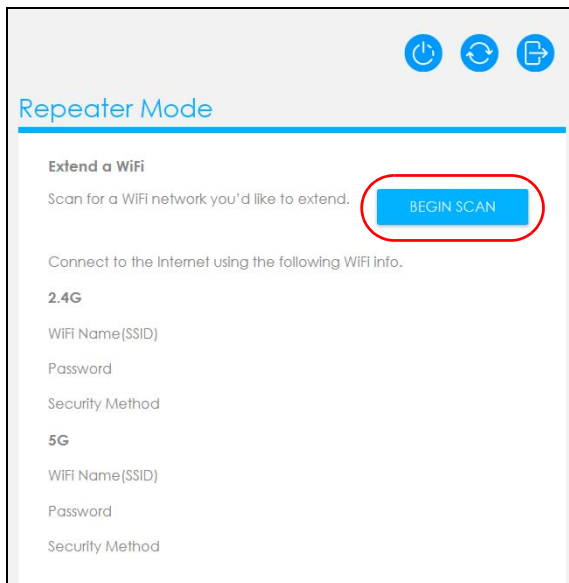 Repeater Mode
Extend a WiFi
Scan for a WiFi network you'd like to extend.
BEGIN SCAN
Connect to the Internet using the following WiFi info.
2.4G
WiFi Name(SSID)
Password
Security Method
5G
WiFi Name(SSID)
Password
Security Method